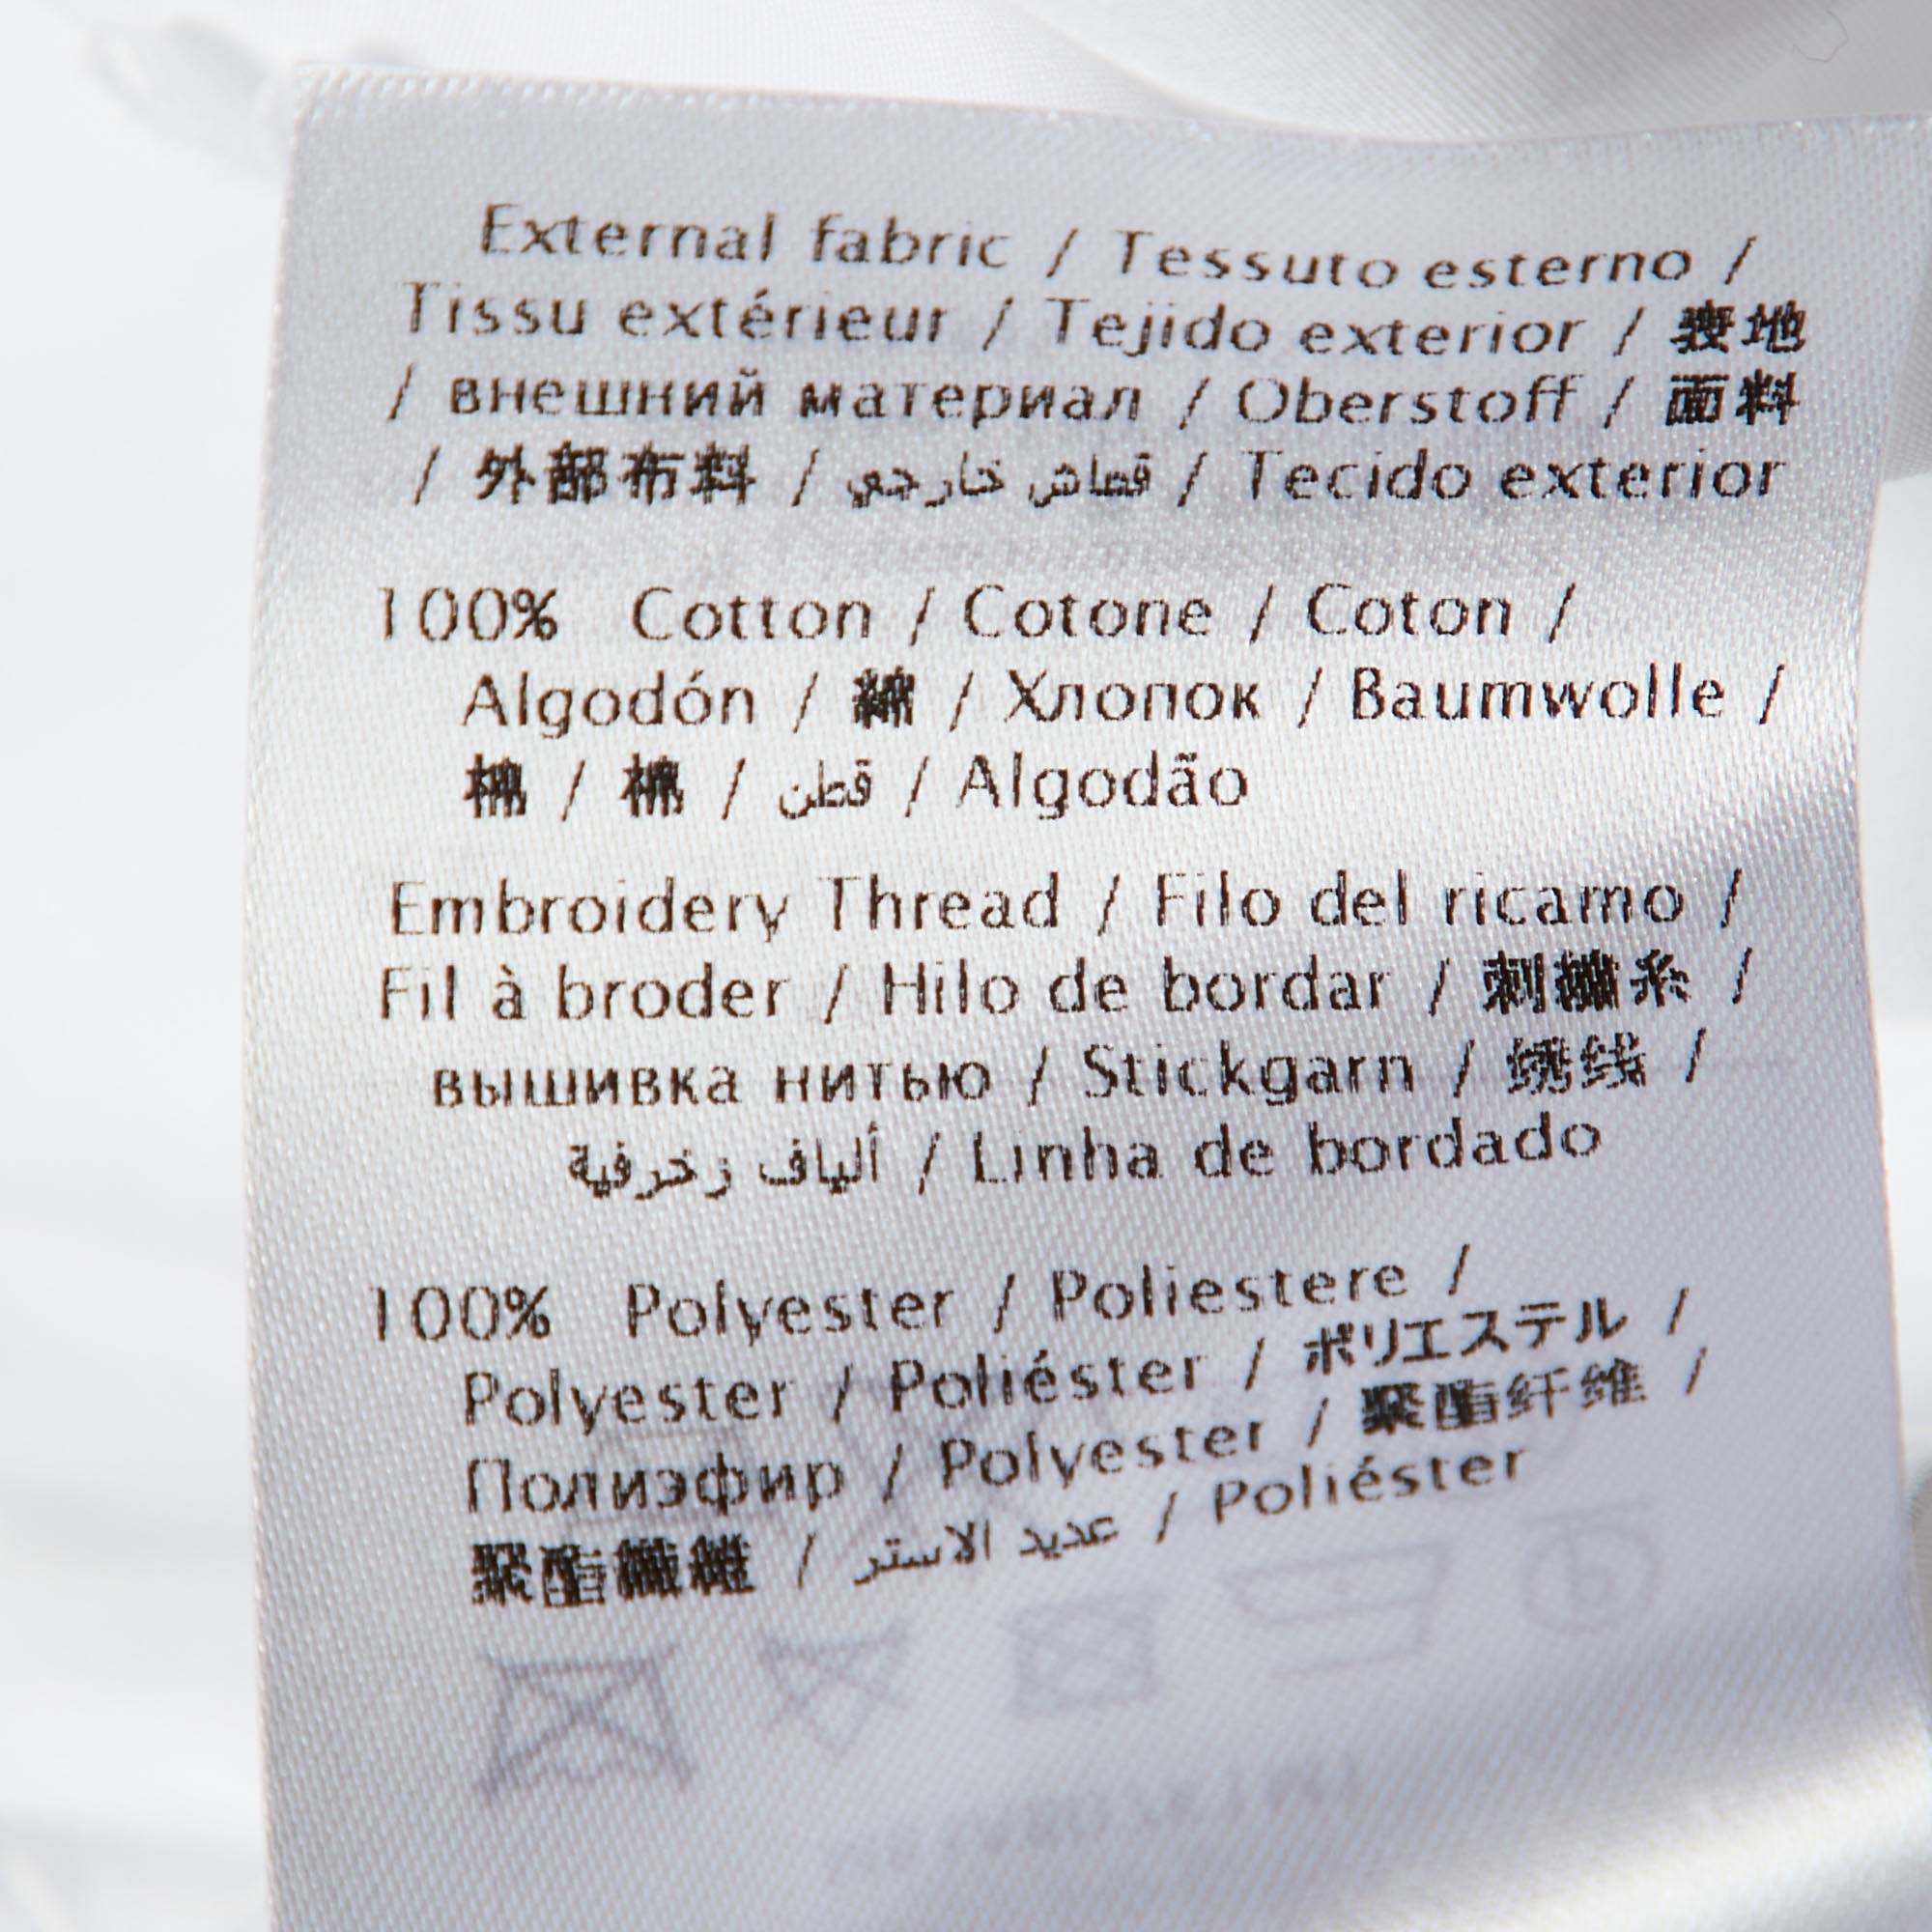 External fabric / Tessuto esterno /
Tissu extérieur / Tejido exterior / 表地
/ внешний материал / Oberstoff / 面料
/ 外部布料 / قماش خارجي / Tecido exterior
100% Cotton / Cotone / Coton /
Algodón / 綿 / Хлопок / Baumwolle /
棉 / 棉 / قطن / Algodão
Embroidery Thread / Filo del ricamo /
Fil à broder / Hilo de bordar / 刺繍糸 /
вышивка нитью / Stickgarn / 绣线 /
ألياف زخرفية / Linha de bordado
100% Polyester / Poliestere /
Polyester / Poliéster / ポリエステル /
Полиэфир / Polyester / 聚酯纤维 /
聚酯纖維 / عديد الاستر / Poliéster